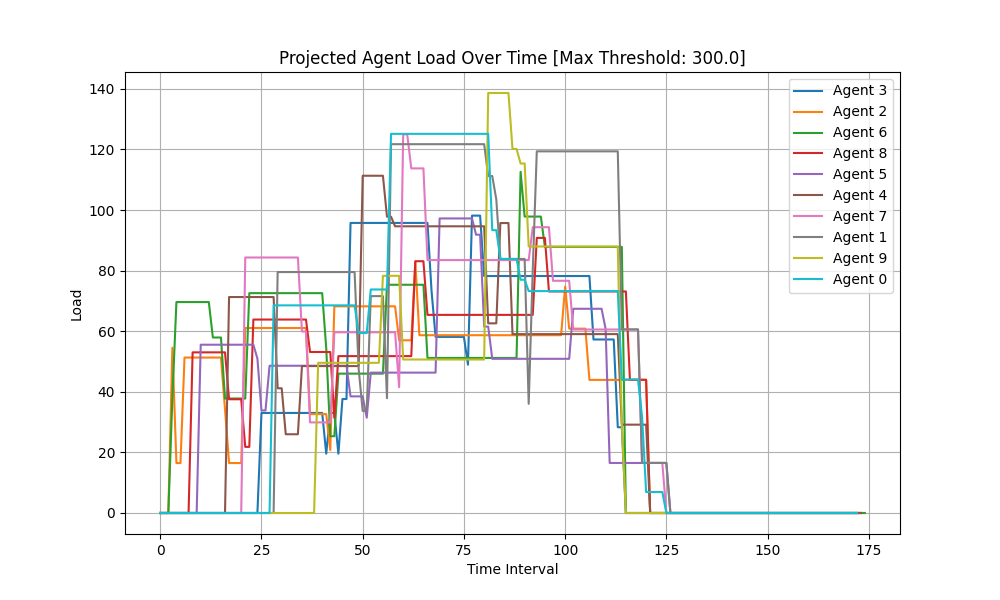 Projected Agent Load Over Time [Max Threshold: 300.0]
Load
140
120
100
80
60
40
20
0
Agent 3
Agent 2
Agent 6
Agent 8
Agent 5
Agent 4
Agent 7
Agent 1
Agent 9
Agent 0
0 25 50 75 100 125 150 175
Time Interval